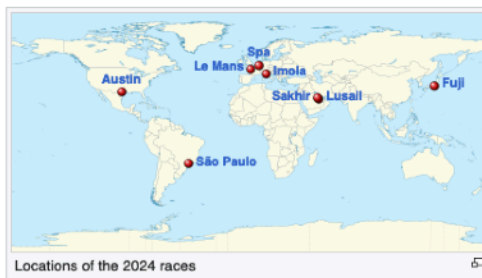 Spa
Le Mans
Imola
Austin
Sakhir
Lusail
Fuji
São Paulo
Locations of the 2024 races